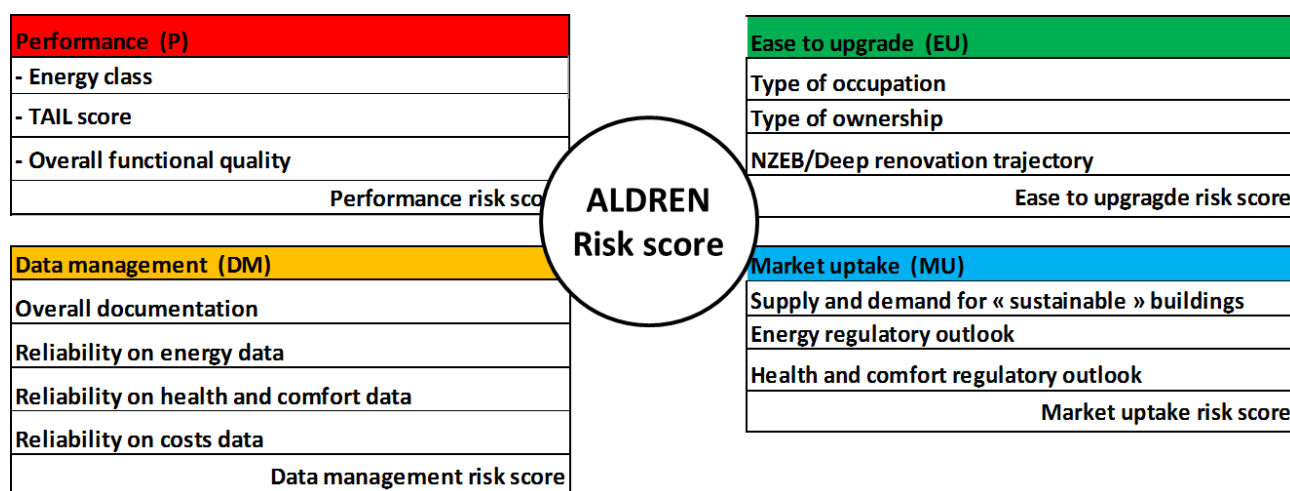 Performance (P)
- Energy class
- TAIL score
- Overall functional quality
Performance risk sco
Ease to upgrade (EU)
Type of occupation
Type of ownership
NZEB/Deep renovation trajectory
Ease to upgragde risk score
ALDREN
Risk score
Data management (DM)
Overall documentation
Reliability on energy data
Reliability on health and comfort data
Reliability on costs data
Data management risk score
Market uptake (MU)
Supply and demand for « sustainable » buildings
Energy regulatory outlook
Health and comfort regulatory outlook
Market uptake risk score